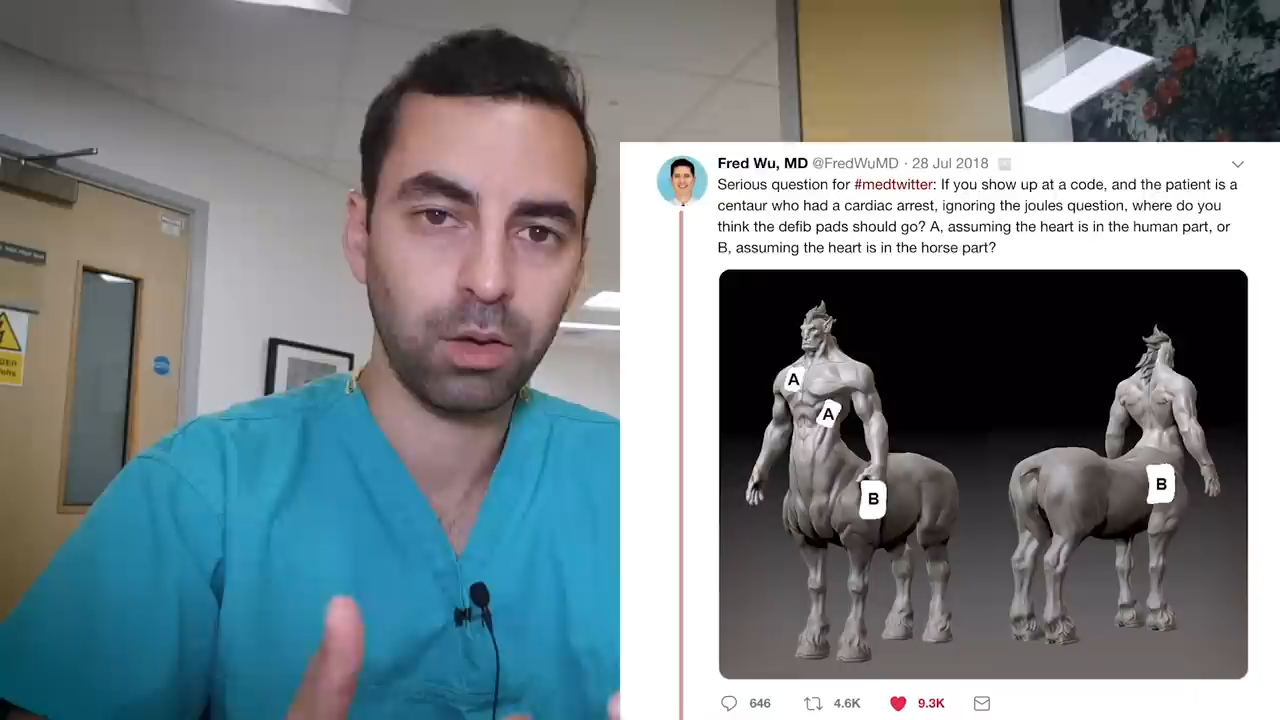 Fred Wu, MD @FredWuMD · 28 Jul 2018
Serious question for #medtwitter: If you show up at a code, and the patient is a
centaur who had a cardiac arrest, ignoring the joules question, where do you
think the defib pads should go? A, assuming the heart is in the human part, or
B, assuming the heart is in the horse part?
A
A
B
B
646 4.6K 9.3K